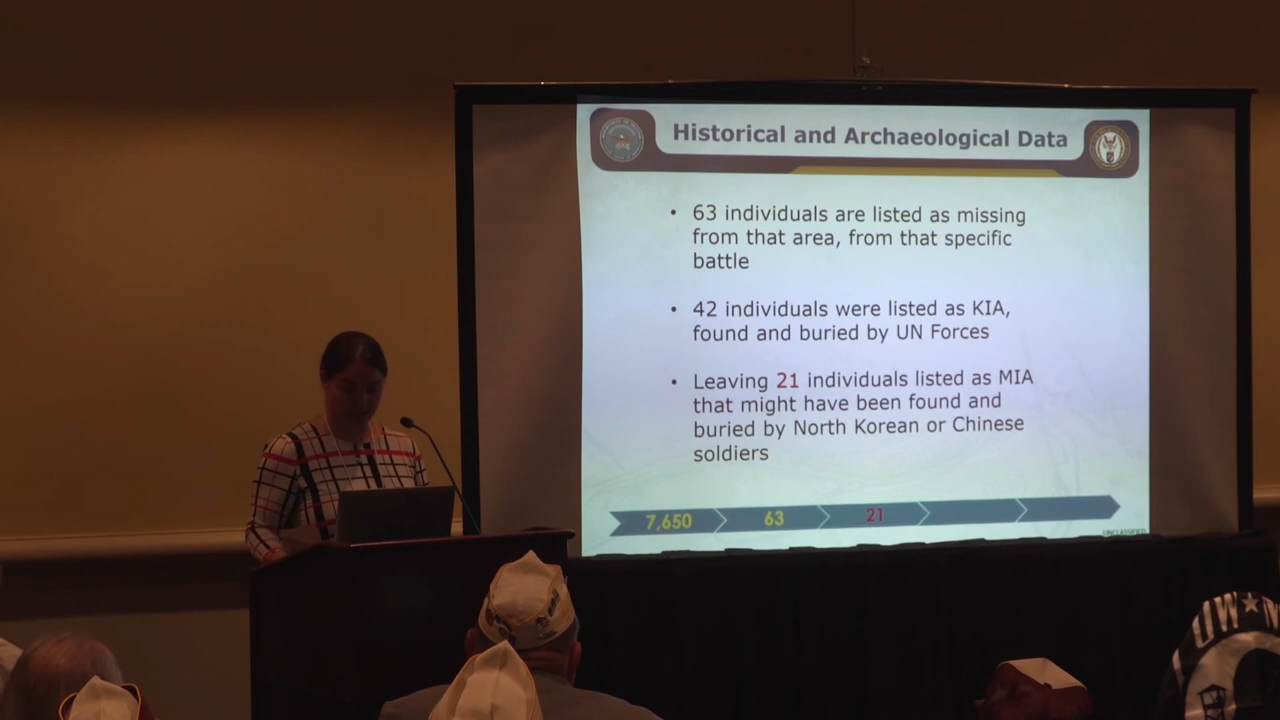 Historical and Archaeological Data
• 63 individuals are listed as missing
from that area, from that specific
battle
• 42 individuals were listed as KIA,
found and buried by UN Forces
• Leaving 21 individuals listed as MIA
that might have been found and
buried by North Korean or Chinese
soldiers
7,650 63 21
UNCLASSIFIED
OW